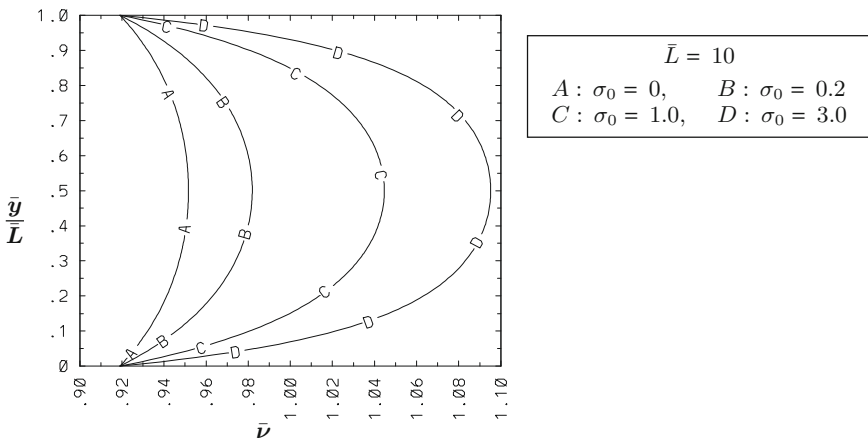 1.0
.9
.8
.7
.6
.5
.4
.3
.2
.1
0
ȳ
L̄
.90
.92
.94
.96
.98
1.00
1.02
1.04
1.06
1.08
1.10
ν̄
C
D
D
C
A
B
D
C
A
B
D
C
D
A
B
C
D
L̄ = 10
A : σ₀ = 0, B : σ₀ = 0.2
C : σ₀ = 1.0, D : σ₀ = 3.0